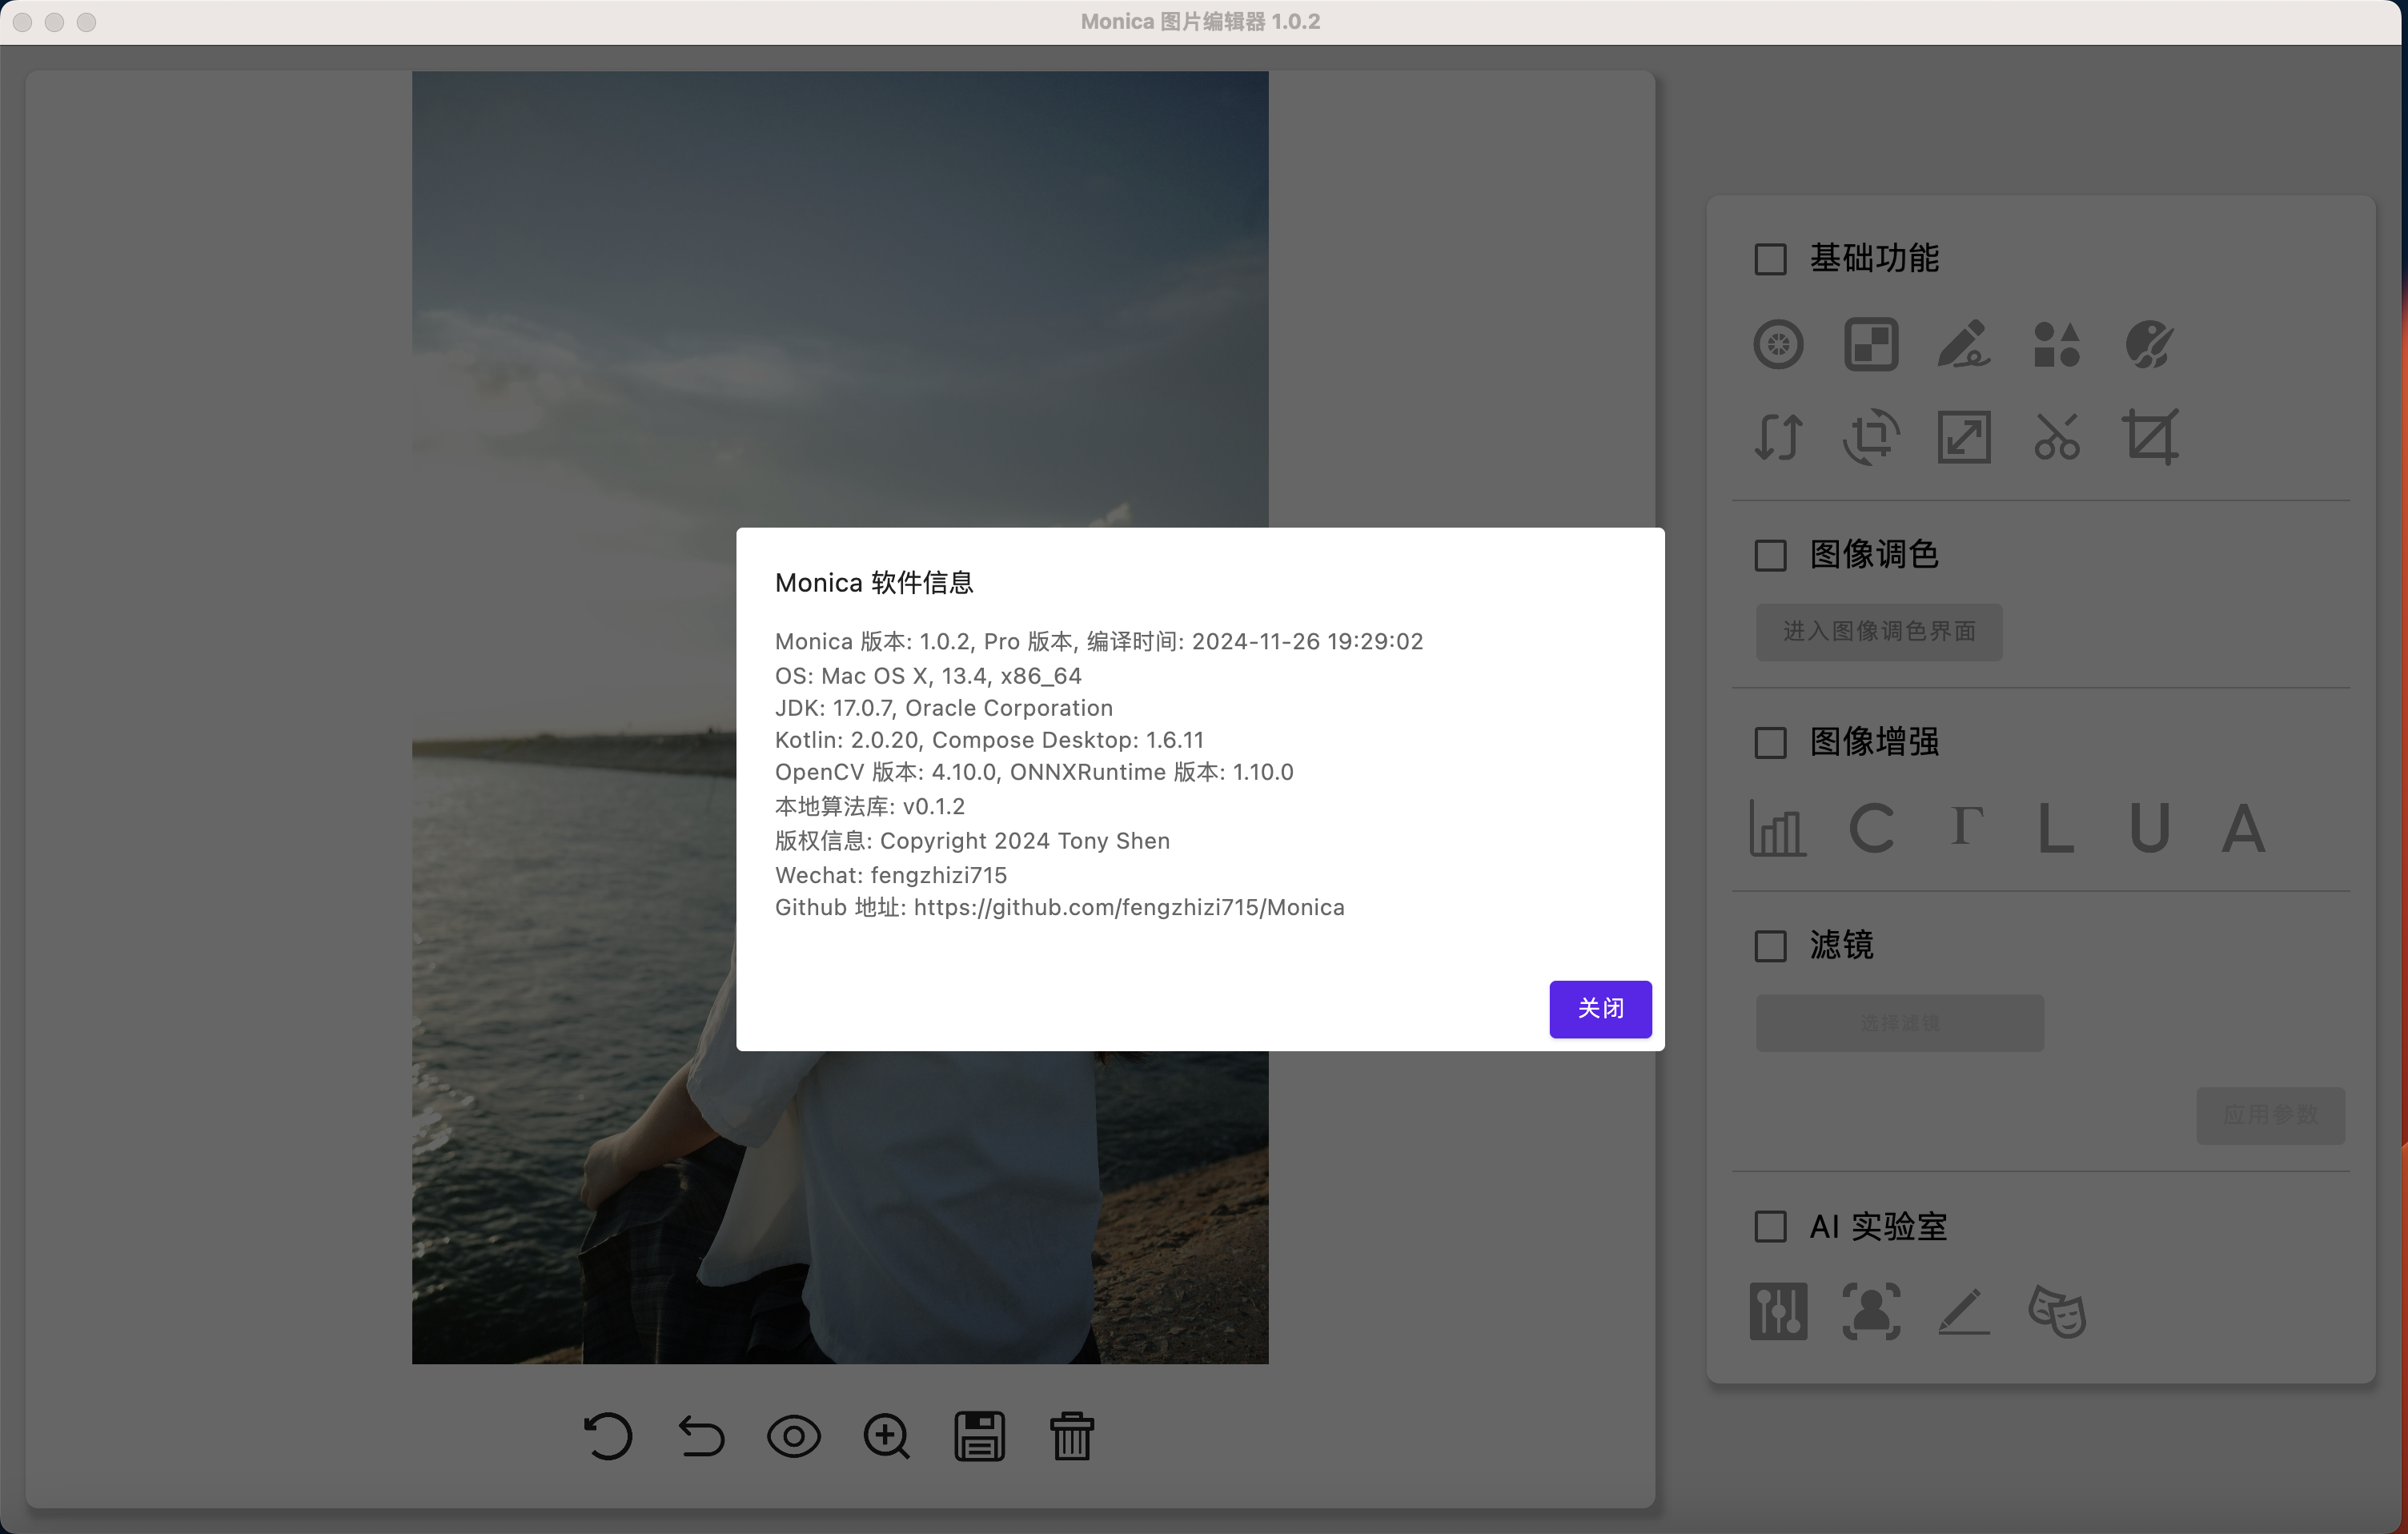 Monica 图片编辑器 1.0.2
基础功能
图像调色
进入图像调色界面
图像增强
C Γ L U A
滤镜
选择滤镜
应用参数
AI 实验室
Monica 软件信息
Monica 版本: 1.0.2, Pro 版本, 编译时间: 2024-11-26 19:29:02
OS: Mac OS X, 13.4, x86_64
JDK: 17.0.7, Oracle Corporation
Kotlin: 2.0.20, Compose Desktop: 1.6.11
OpenCV 版本: 4.10.0, ONNXRuntime 版本: 1.10.0
本地算法库: v0.1.2
版权信息: Copyright 2024 Tony Shen
Wechat: fengzhizi715
Github 地址: https://github.com/fengzhizi715/Monica
关闭